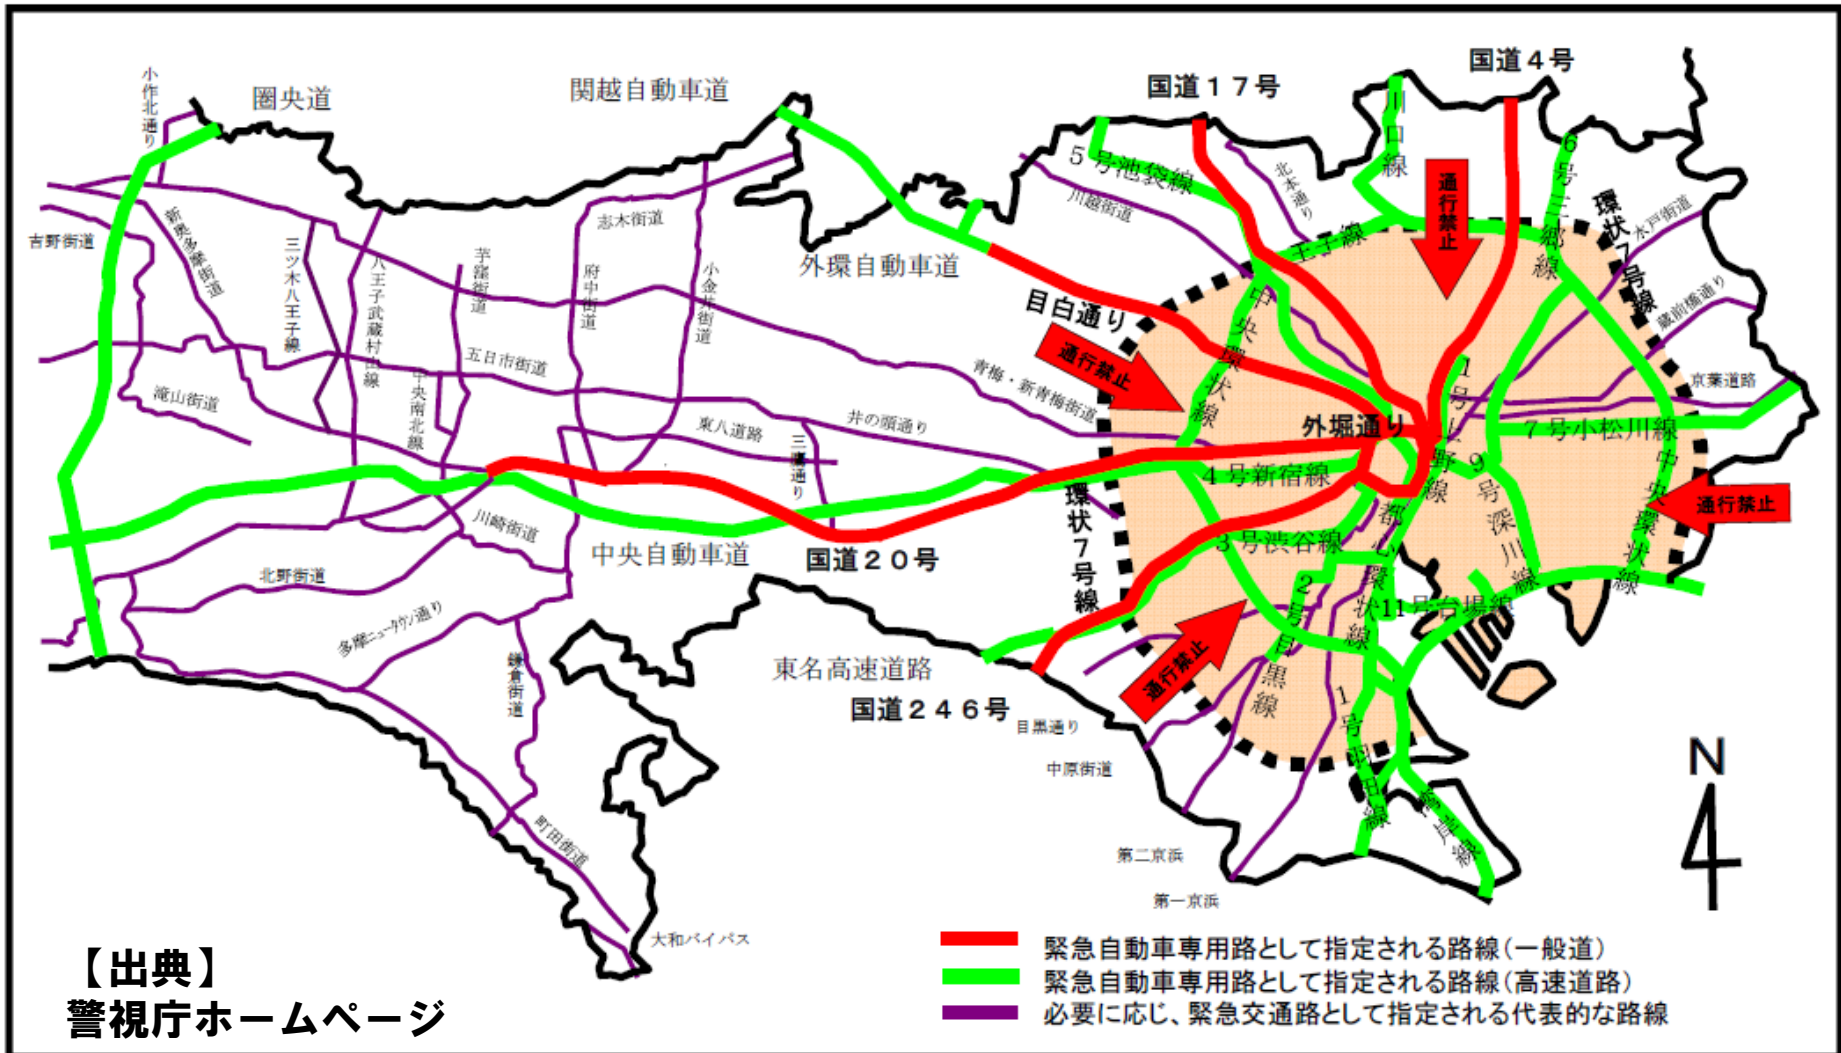 国道4号
国道17号
関越自動車道
圏央道
小作北通り
川口線
6号三郷線
5号池袋線
北本通り
川越街道
環状7号線
水戸街道
志木街道
新奥多摩街道
吉野街道
三ツ木八王子線
八王子武蔵村山線
芋窪街道
府中街道
小金井街道
外環自動車道
王子線
通行禁止
蔵前橋通り
目白通り
中央環状線
通行禁止
五日市街道
青梅・新青梅街道
1号上野線
京葉道路
滝山街道
中央南北線
東八道路
井の頭通り
三鷹通り
外堀通り
7号小松川線
4号新宿線
9号深川線
中央環状線
通行禁止
環状7号線
川崎街道
中央自動車道
国道20号
3号渋谷線
都心環状線
北野街道
2号目黒線
11号台場線
多摩ニュータウン通り
鎌倉街道
東名高速道路
通行禁止
国道246号
目黒通り
中原街道
1号羽田線
湾岸線
N
町田街道
第二京浜
第一京浜
大和バイパス
緊急自動車専用路として指定される路線(一般道)
緊急自動車専用路として指定される路線(高速道路)
必要に応じ、緊急交通路として指定される代表的な路線
【出典】
警視庁ホームページ